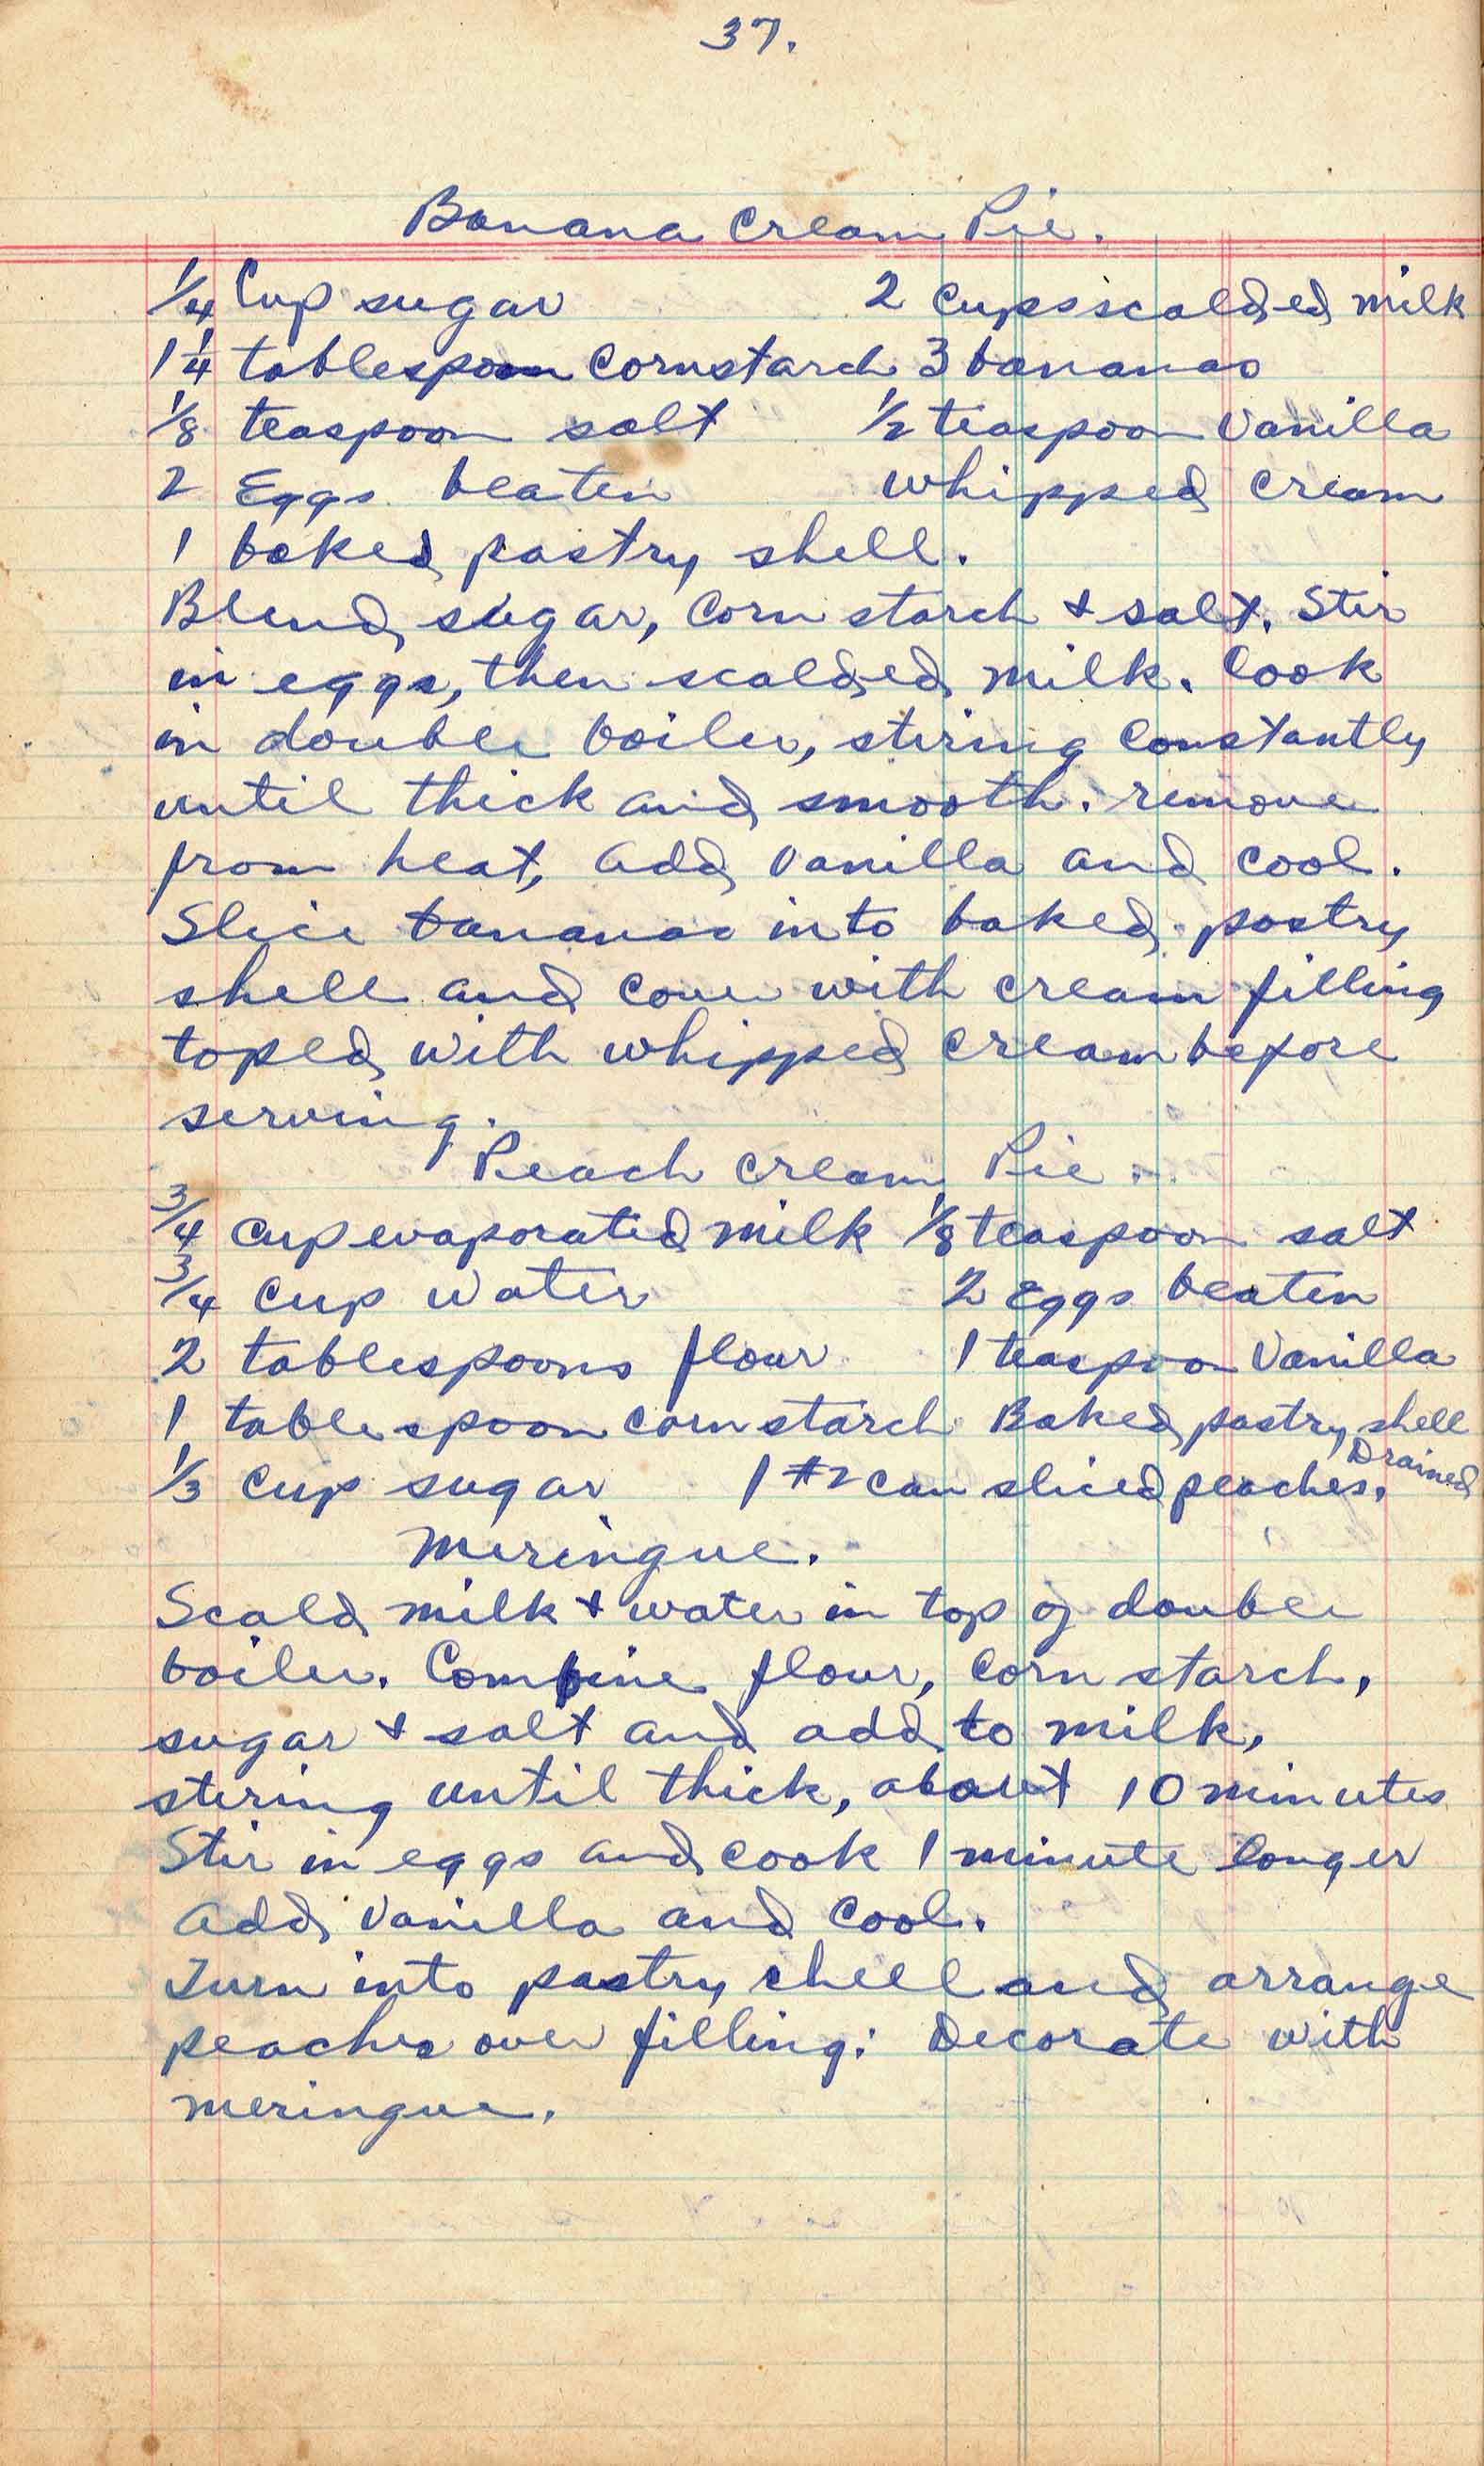 37.
Banana Cream Pie.
1/4 Cup sugar 2 cups scalded milk
1 1/4 tablespoon Cornstarch 3 bananas
1/8 teaspoon salt 1/2 teaspoon Vanilla
2 Eggs beaten whipped cream
1 baked pastry shell.
Blend sugar, Corn starch & salt. Stir
in eggs, then scalded milk. Cook
in double boiler, stiring Constantly
until thick and smooth. remove
from heat, add Vanilla and cool.
Slice bananas into baked pastry
shell and cover with cream filling
toped with whipped cream before
serving.
Peach Cream Pie.
3/4 cup evaporated milk 1/8 teaspoon salt
3/4 cup water 2 Eggs beaten
2 tablespoons flour 1 teaspoon Vanilla
1 tablespoon cornstarch Baked pastry shell
1/3 cup sugar 1 #2 can sliced peaches, Drained
Meringue.
Scald milk & water in top of double
boiler. Combine flour, Corn starch,
sugar & salt and add to milk,
stiring until thick, about 10 minutes
Stir in eggs and cook 1 minute longer
add Vanilla and Cool.
Turn into pastry shell and arrange
peaches over filling. Decorate with
meringue.